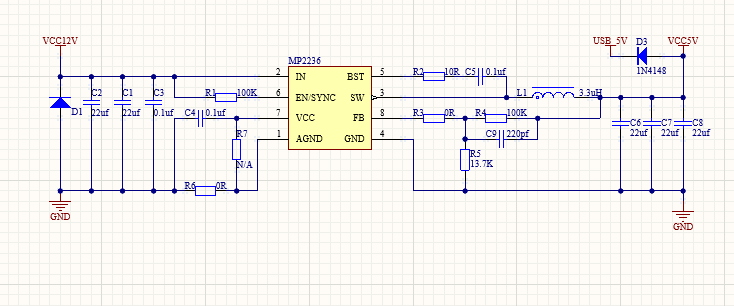 VCC12V
USB_5V
D3
VCC5V
1N4148
MP2236
2 IN
BST 5
R2 10R C5 0.1uf
6 EN/SYNC
SW 3
R1 100K
L1 3.3uH
7 VCC
FB 8
C4 0.1uf
R3 0R R4 100K
1 AGND
GND 4
C9 220pf
R7
N/A
R5
13.7K
R6 0R
D1
C2
22uf
C1
22uf
C3
0.1uf
C6
22uf
C7
22uf
C8
22uf
GND
GND